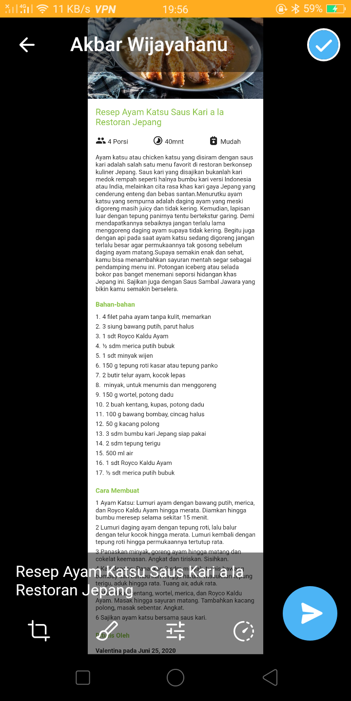 11 KB/s VPN 19:56 59%
Akbar Wijayahanu
Resep Ayam Katsu Saus Kari a la
Restoran Jepang
4 Porsi 40mnt Mudah
Ayam katsu atau chicken katsu yang disiram dengan saus
kari adalah salah satu menu favorit di restoran berkonsep
kuliner Jepang. Saus kari yang disajikan bukanlah kari
medok rempah seperti halnya bumbu kari versi Indonesia
atau India, melainkan cita rasa khas kari gaya Jepang yang
cenderung enteng dan bebas santan.Menurutku ayam
katsu yang sempurna adalah daging ayam yang meski
digoreng masih juicy dan tidak kering. Kemudian, lapisan
luar dengan tepung panirnya tentu bertekstur garing. Demi
mendapatkannya sebaiknya jangan terlalu lama
menggoreng daging ayam supaya tidak kering. Begitu juga
dengan api pada saat ayam katsu sedang digoreng jangan
terlalu besar agar permukaannya tak gosong sebelum
daging ayam matang.Supaya semakin enak dan sehat,
kamu bisa menambahkan sayuran mentah segar sebagai
pendamping menu ini. Potongan iceberg atau selada
bokor pas banget menemani seporsi hidangan khas
Jepang ini. Sajikan juga dengan Saus Sambal Jawara yang
bikin kamu semakin berselera.
Bahan-bahan
1. 4 filet paha ayam tanpa kulit, memarkan
2. 3 siung bawang putih, parut halus
3. 1 sdt Royco Kaldu Ayam
4. ½ sdm merica putih bubuk
5. 1 sdt minyak wijen
6. 150 g tepung roti kasar atau tepung panko
7. 2 butir telur ayam, kocok lepas
8. minyak, untuk menumis dan menggoreng
9. 150 g wortel, potong dadu
10. 2 buah kentang, kupas, potong dadu
11. 100 g bawang bombay, cincag halus
12. 50 g kacang polong
13. 3 sdm bumbu kari Jepang siap pakai
14. 2 sdm tepung terigu
15. 500 ml air
16. 1 sdt Royco Kaldu Ayam
17. ½ sdt merica putih bubuk
Cara Membuat
1 Ayam Katsu: Lumuri ayam dengan bawang putih, merica,
dan Royco Kaldu Ayam hingga merata. Diamkan hingga
bumbu meresap selama sekitar 15 menit.
2 Lumuri daging ayam dengan tepung roti, lalu balur
dengan telur kocok hingga merata. Lumuri kembali dengan
tepung roti hingga permukaannya tertutup rata.
3 Panaskan minyak, goreng ayam hingga matang dan
cokelat keemasan. Angkat dan tiriskan. Sisihkan.
Resep Ayam Katsu Saus Kari a la
Restoran Jepang
terigu, aduk hingga rata. Tuang air, aduk rata.
kentang, wortel, merica, dan Royco Kaldu
Ayam. Masak hingga sayuran matang. Tambahkan kacang
polong, masak sebentar. Angkat.
6 Sajikan ayam katsu bersama saus kari.
Oleh
Valentina pada Juni 25, 2020